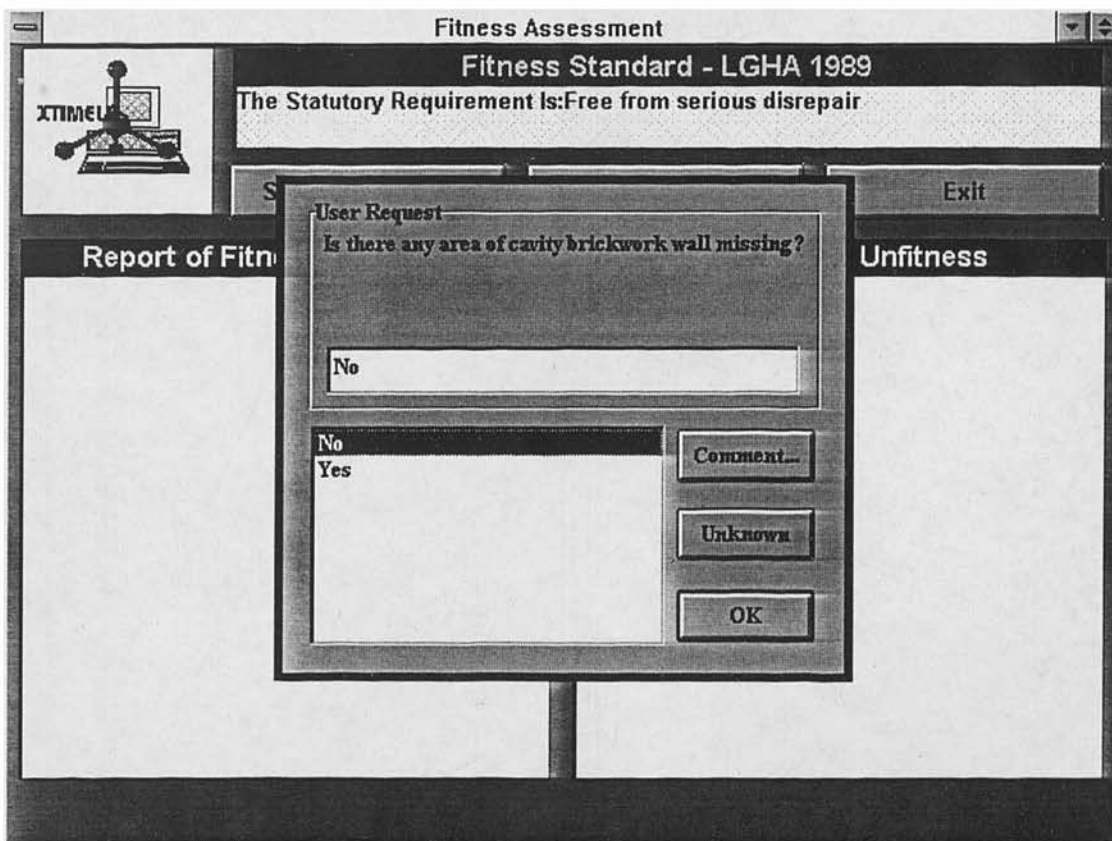 Fitness Assessment
Fitness Standard - LGHA 1989
The Statutory Requirement Is:Free from serious disrepair
XTIMEL
S
Exit
Report of Fitn
Unfitness
User Request
Is there any area of cavity brickwork wall missing?
No
No
Yes
Comment...
Unknown
OK